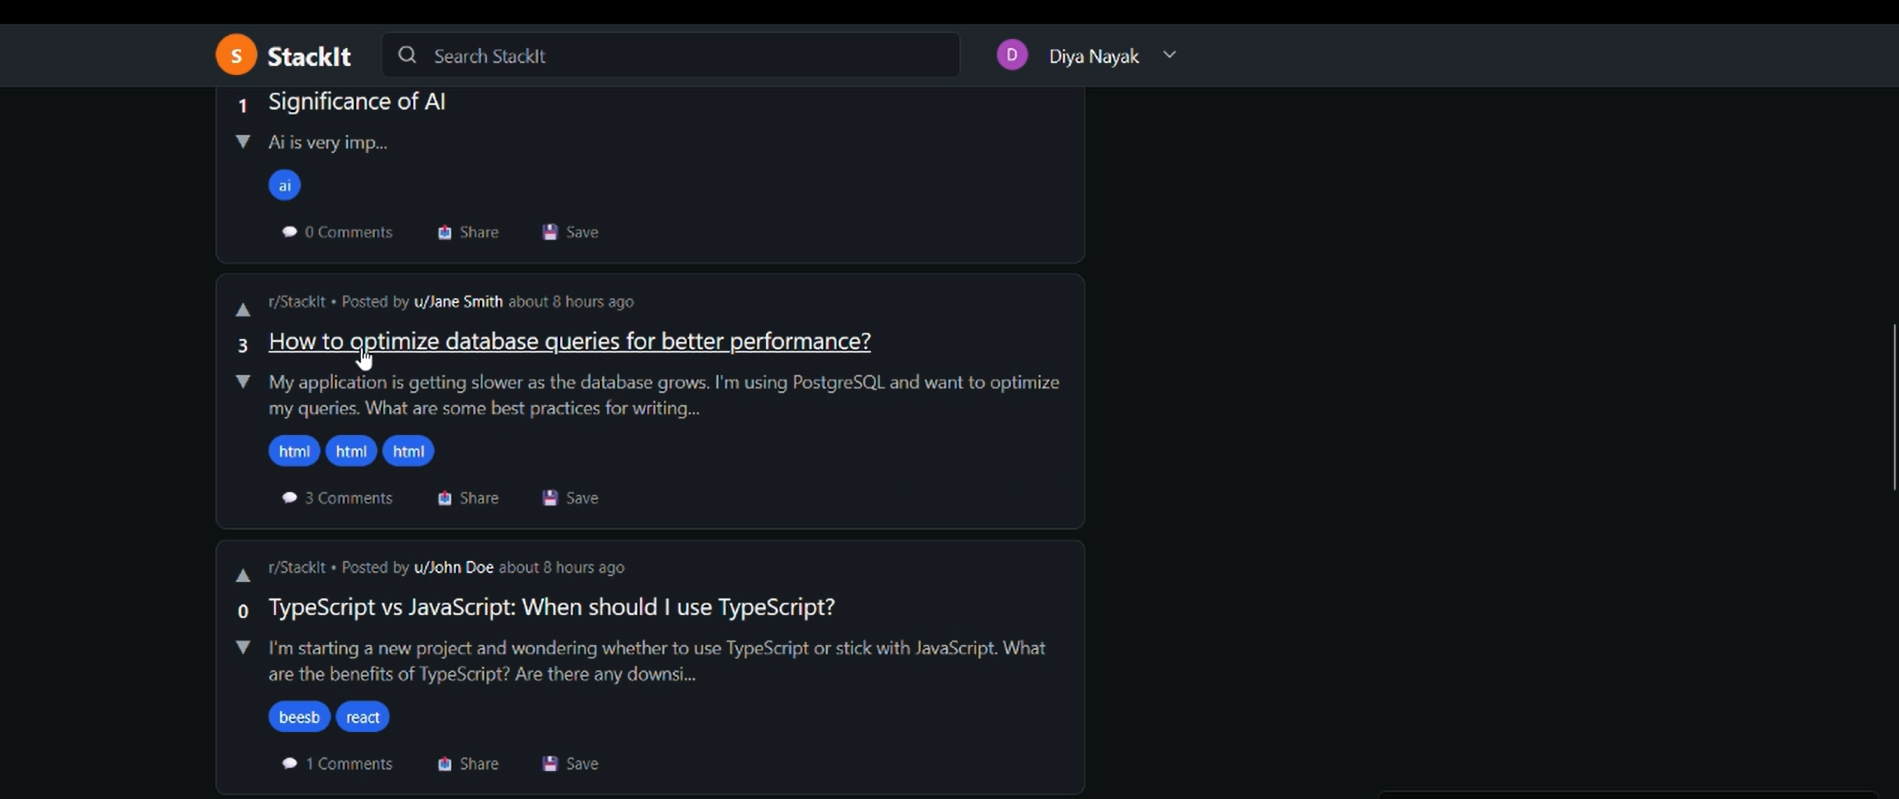 S StackIt Search StackIt D Diya Nayak
1 Significance of AI
Ai is very imp...
ai
0 Comments Share Save
r/StackIt • Posted by u/Jane Smith about 8 hours ago
3 How to optimize database queries for better performance?
My application is getting slower as the database grows. I'm using PostgreSQL and want to optimize
my queries. What are some best practices for writing...
html html html
3 Comments Share Save
r/StackIt • Posted by u/John Doe about 8 hours ago
0 TypeScript vs JavaScript: When should I use TypeScript?
I'm starting a new project and wondering whether to use TypeScript or stick with JavaScript. What
are the benefits of TypeScript? Are there any downsi...
beesb react
1 Comments Share Save